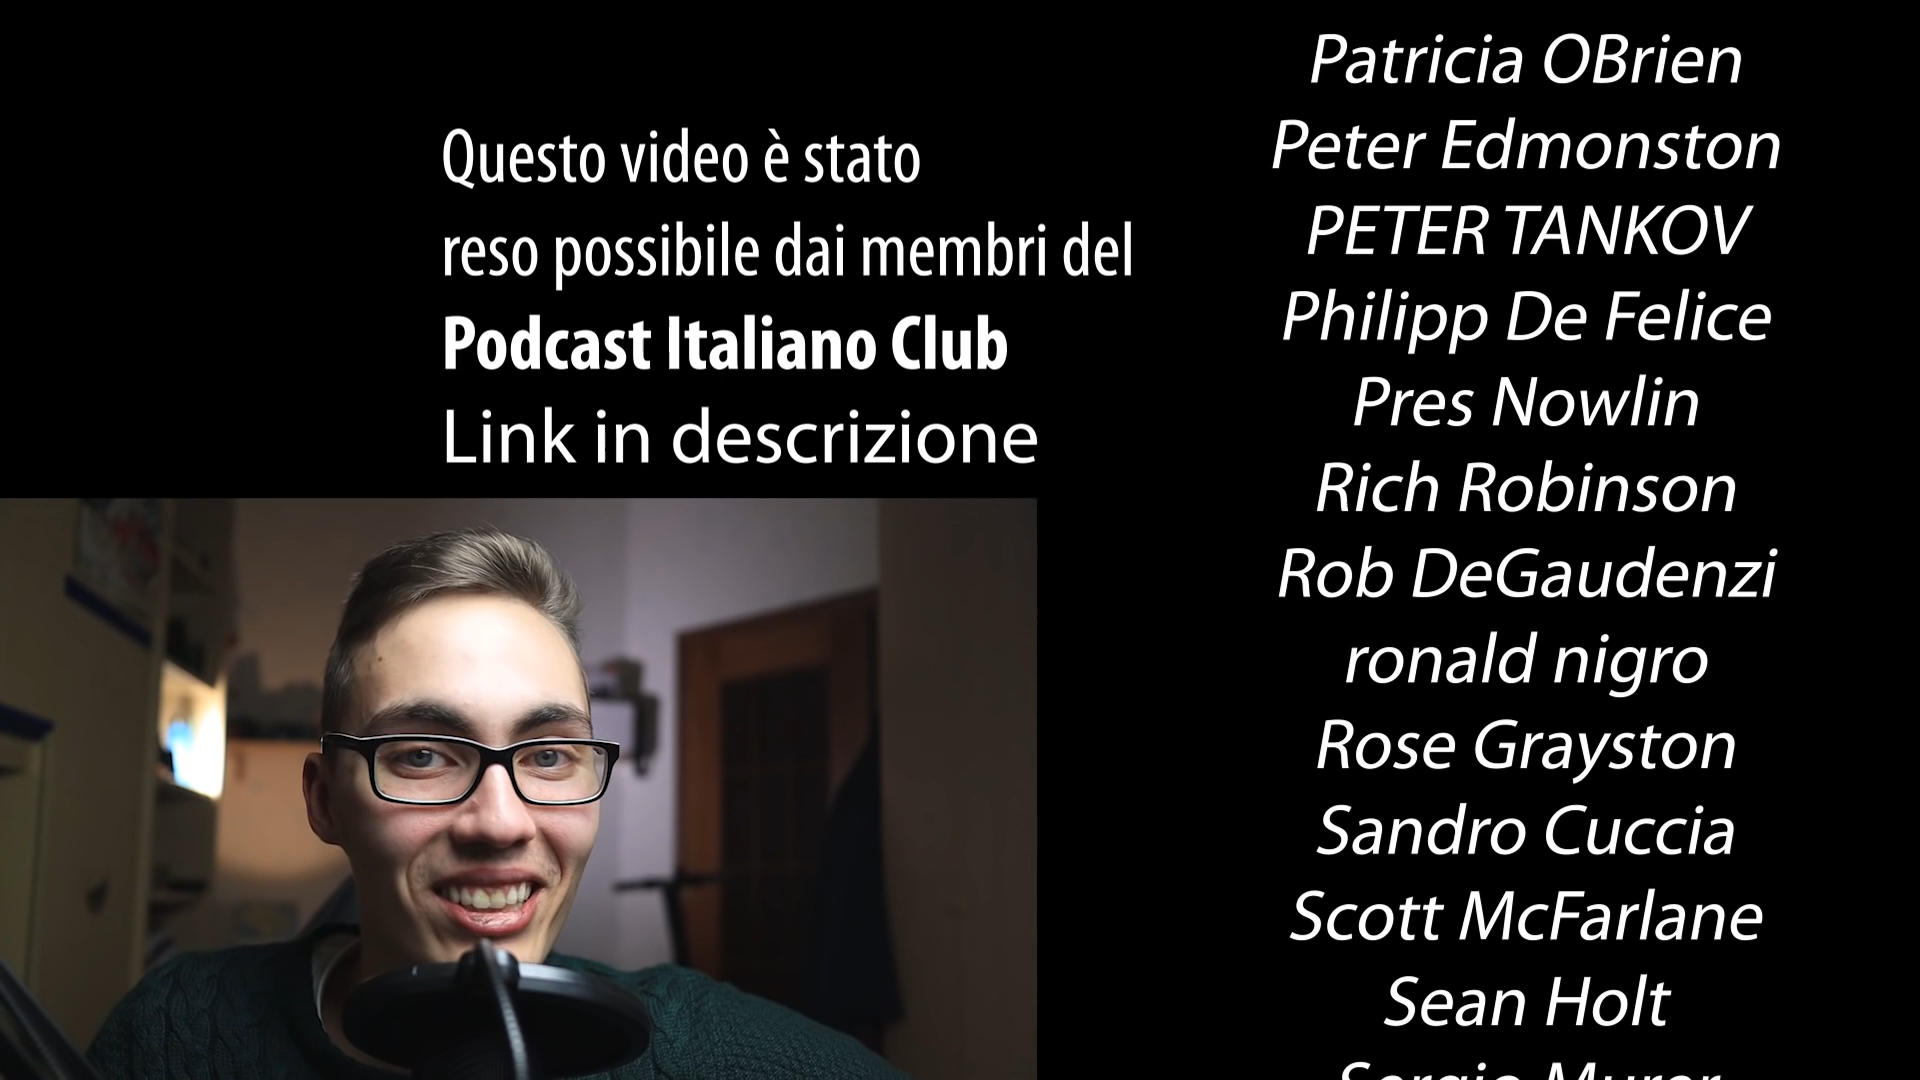 Questo video è stato
reso possibile dai membri del
Podcast Italiano Club
Link in descrizione
Patricia OBrien
Peter Edmonston
PETER TANKOV
Philipp De Felice
Pres Nowlin
Rich Robinson
Rob DeGaudenzi
ronald nigro
Rose Grayston
Sandro Cuccia
Scott McFarlane
Sean Holt